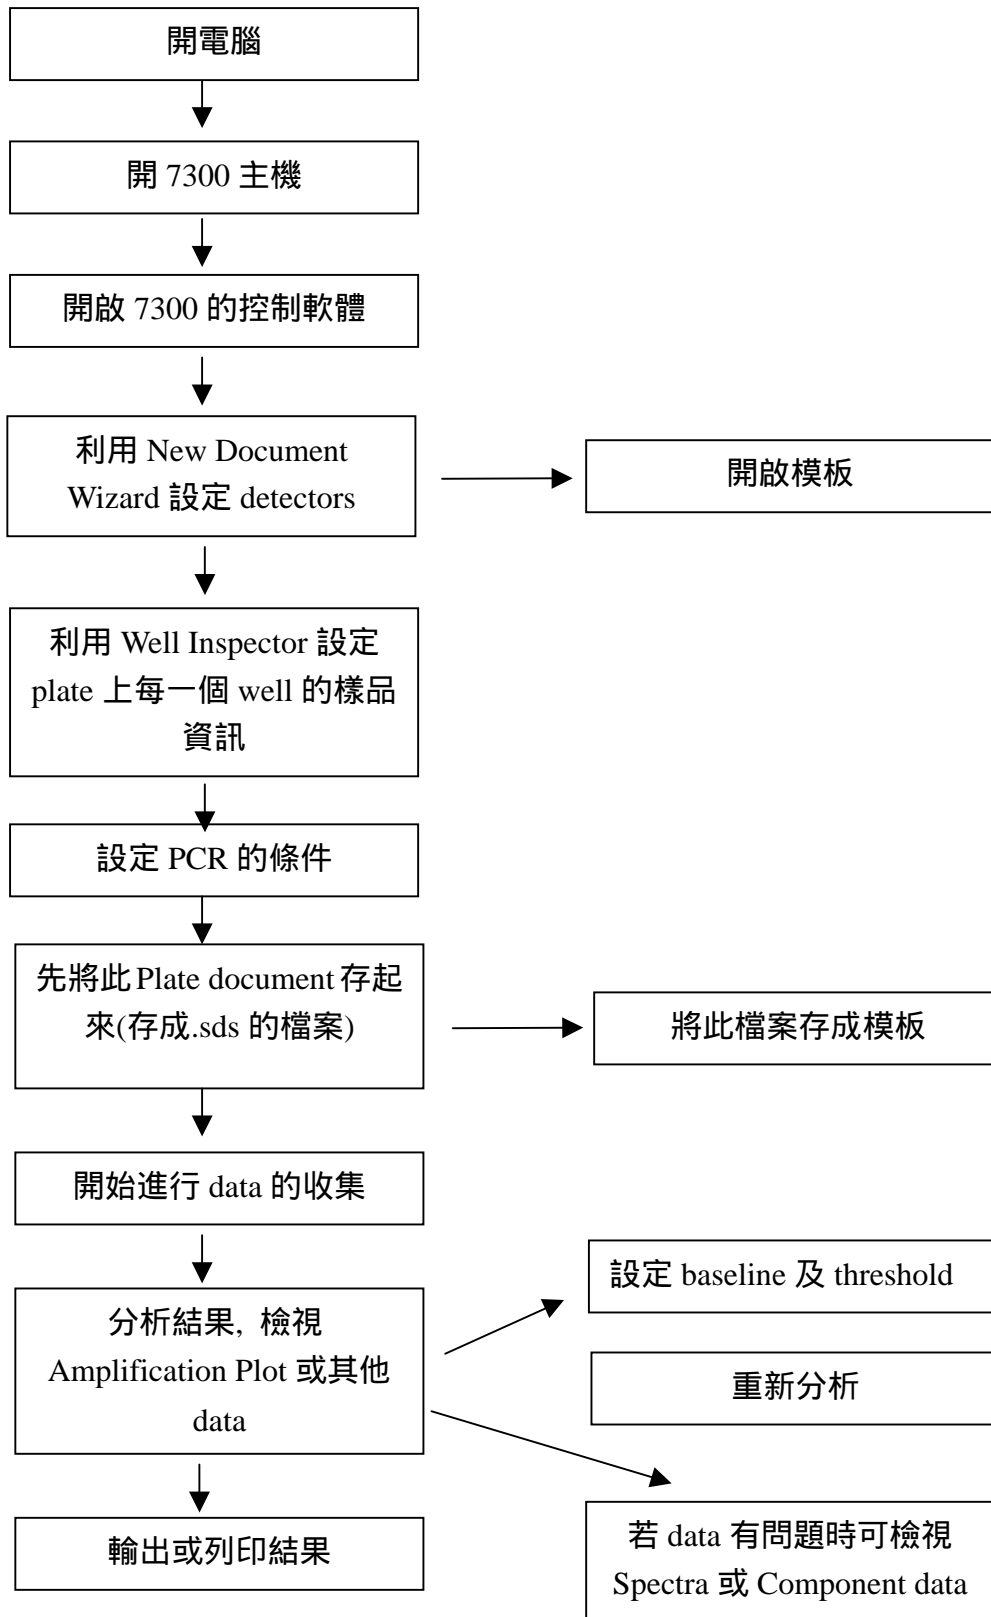 開電腦
開 7300 主機
開啟 7300 的控制軟體
利用 New Document
Wizard 設定 detectors
開啟模板
利用 Well Inspector 設定
plate 上每一個 well 的樣品
資訊
設定 PCR 的條件
先將此 Plate document 存起
來(存成.sds 的檔案)
將此檔案存成模板
開始進行 data 的收集
分析結果, 檢視
Amplification Plot 或其他
data
設定 baseline 及 threshold
重新分析
若 data 有問題時可檢視
Spectra 或 Component data
輸出或列印結果